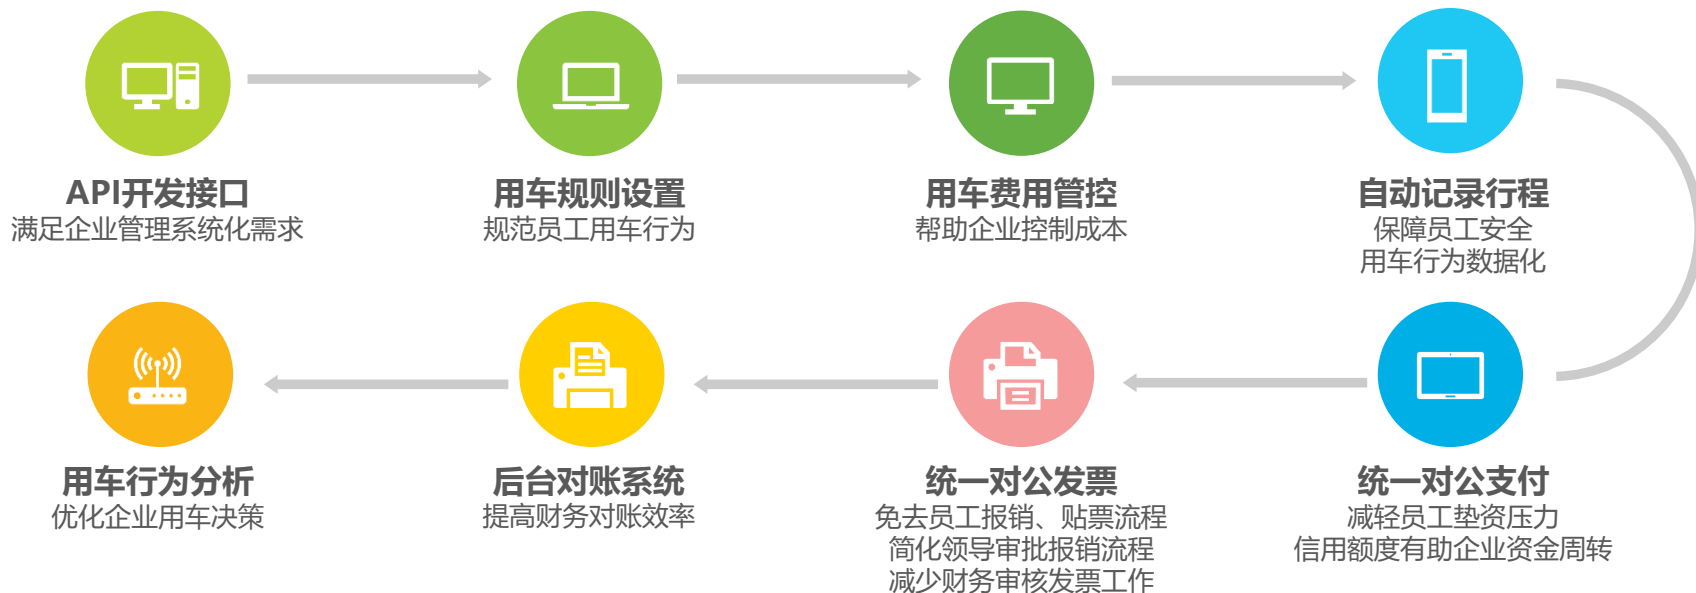 API开发接口
满足企业管理系统化需求
用车规则设置
规范员工用车行为
用车费用管控
帮助企业控制成本
自动记录行程
保障员工安全
用车行为数据化
用车行为分析
优化企业用车决策
后台对账系统
提高财务对账效率
统一对公发票
免去员工报销、贴票流程
简化领导审批报销流程
减少财务审核发票工作
统一对公支付
减轻员工垫资压力
信用额度有助企业资金周转